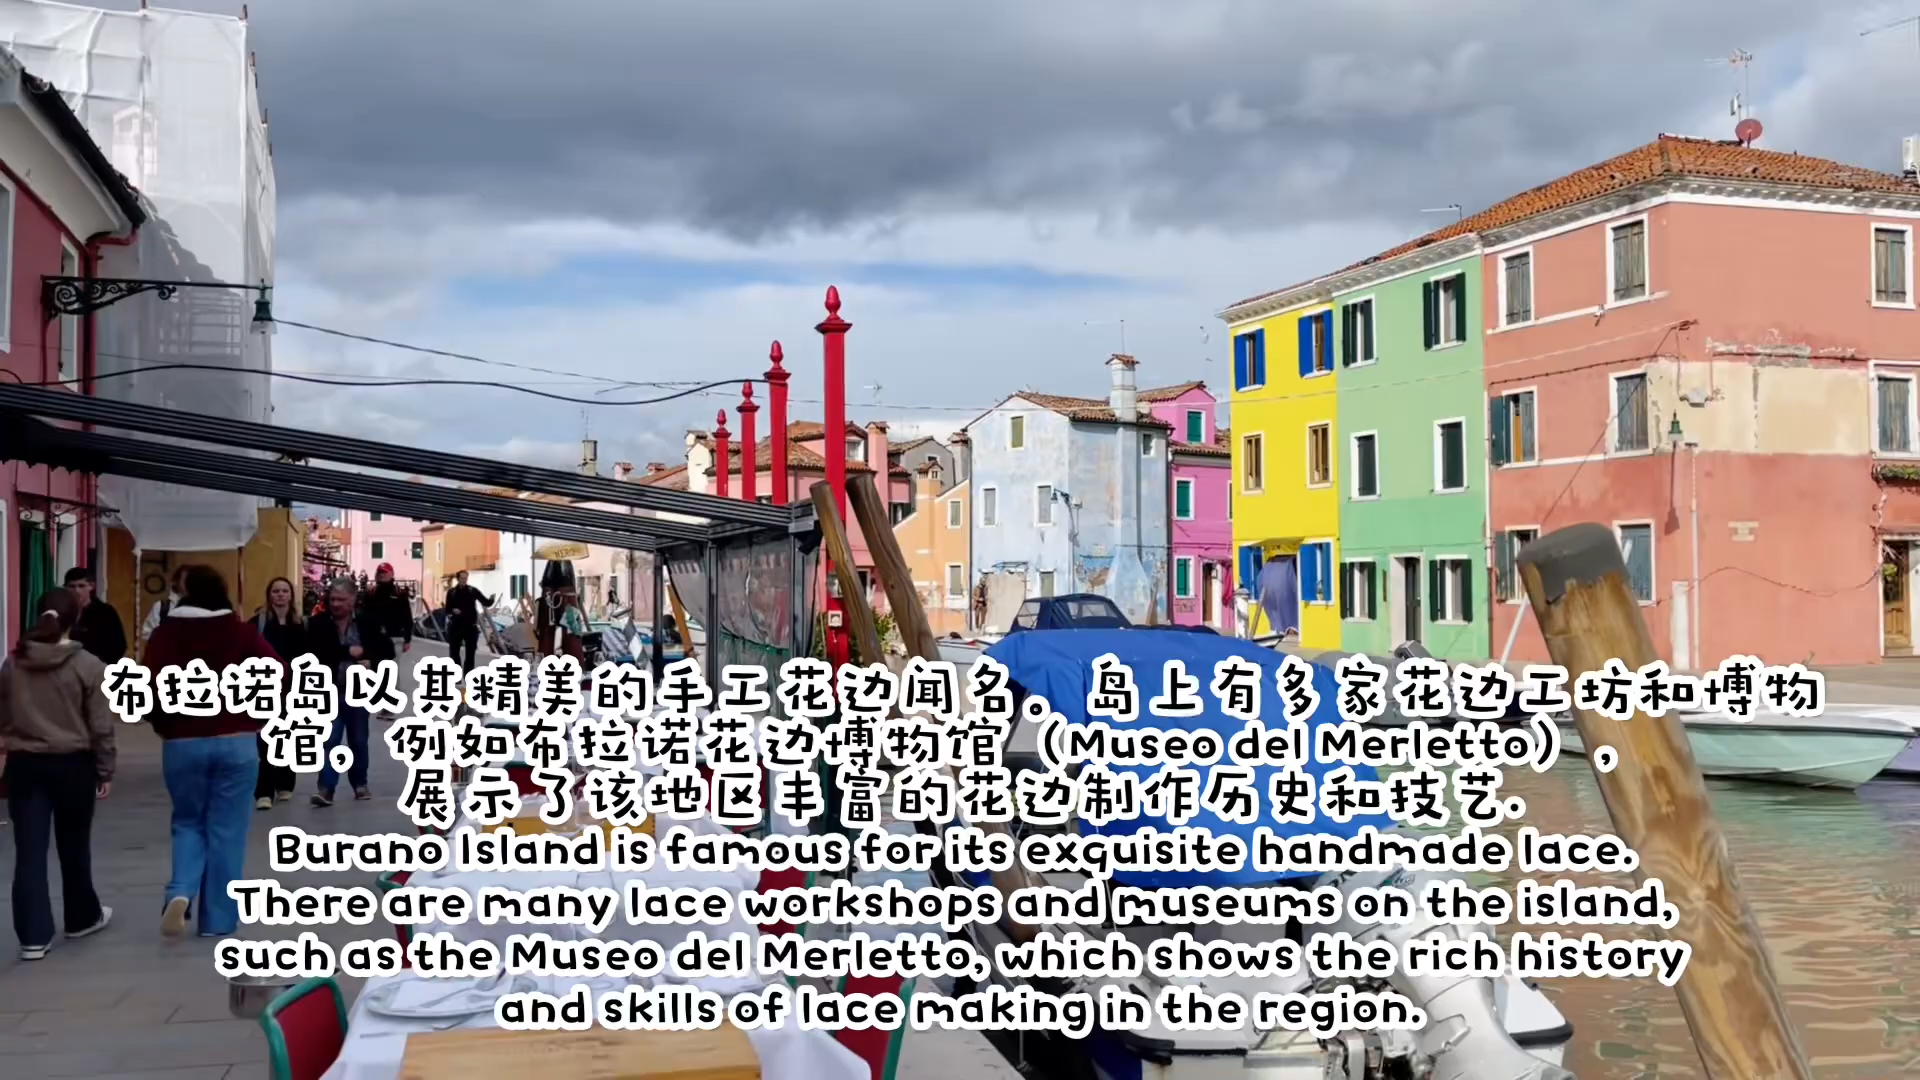 布拉诺岛以其精美的手工花边闻名。岛上有多家花边工坊和博物
馆，例如布拉诺花边博物馆（Museo del Merletto），
展示了该地区丰富的花边制作历史和技艺.
Burano Island is famous for its exquisite handmade lace.
There are many lace workshops and museums on the island,
such as the Museo del Merletto, which shows the rich history
and skills of lace making in the region.